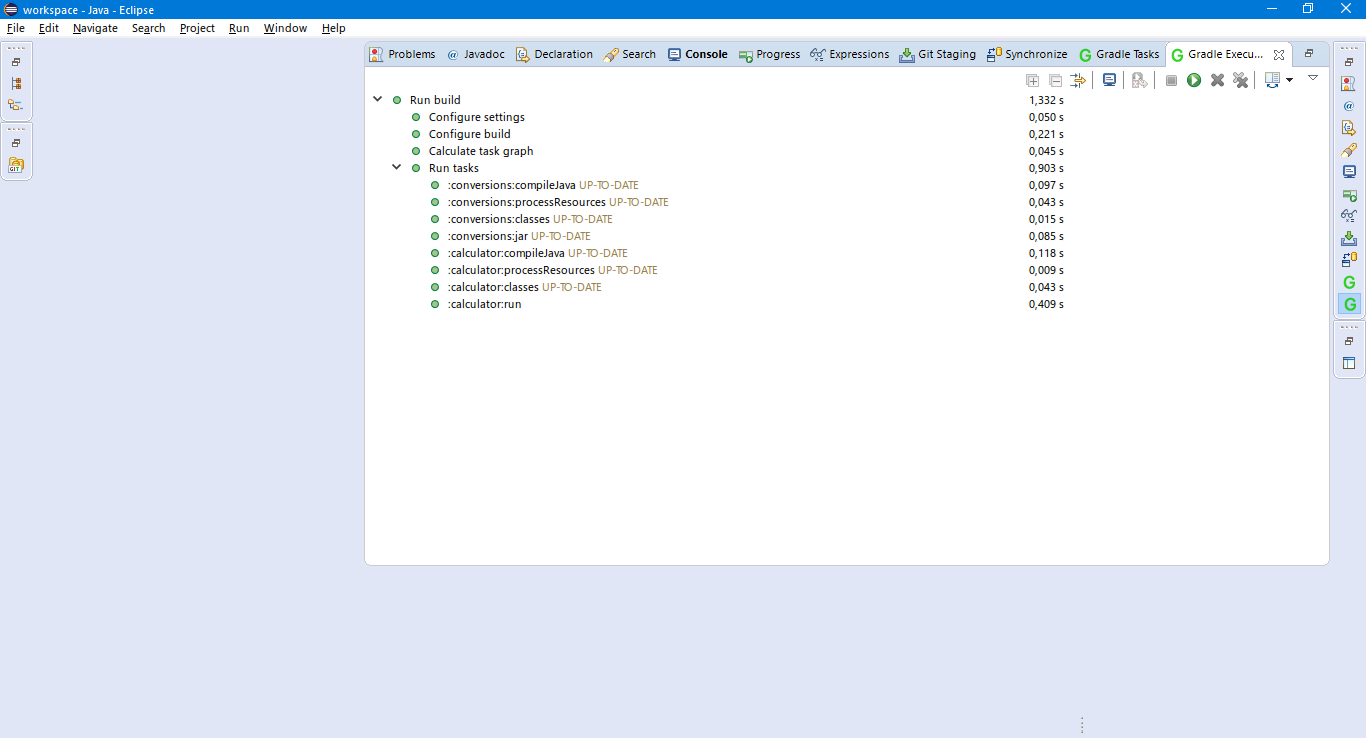 workspace - Java - Eclipse
File Edit Navigate Search Project Run Window Help
Problems @ Javadoc Declaration Search Console Progress Expressions Git Staging Synchronize Gradle Tasks Gradle Execu...
Run build 1,332 s
Configure settings 0,050 s
Configure build 0,221 s
Calculate task graph 0,045 s
Run tasks 0,903 s
:conversions:compileJava UP-TO-DATE 0,097 s
:conversions:processResources UP-TO-DATE 0,043 s
:conversions:classes UP-TO-DATE 0,015 s
:conversions:jar UP-TO-DATE 0,085 s
:calculator:compileJava UP-TO-DATE 0,118 s
:calculator:processResources UP-TO-DATE 0,009 s
:calculator:classes UP-TO-DATE 0,043 s
:calculator:run 0,409 s
GIT